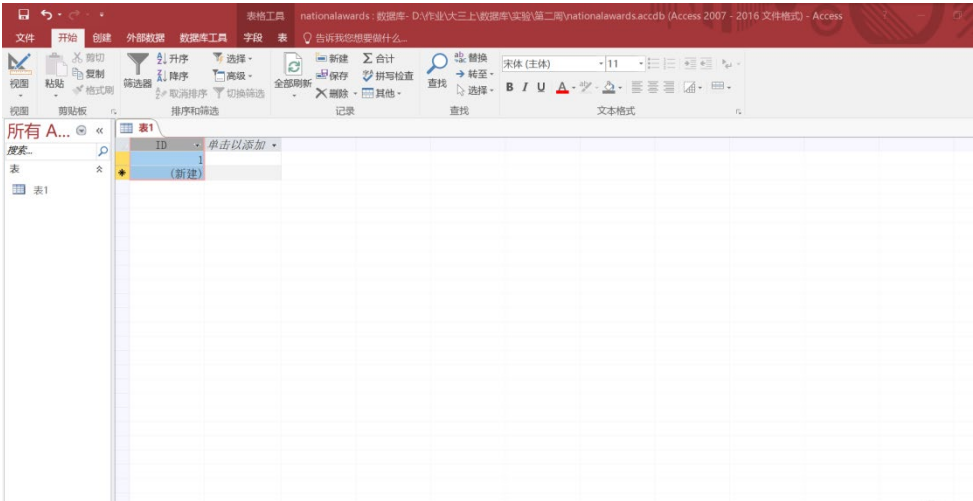 表格工具 nationalawards : 数据库- D:\作业\大三上\数据库\实验\第二周\nationalawards.accdb (Access 2007 - 2016 文件格式) - Access
文件 开始 创建 外部数据 数据库工具 字段 表 告诉我您想要做什么...
剪切 升序 选择 新建 合计 替换 宋体 (主体) 11
复制 降序 高级 保存 拼写检查 转至
视图 粘贴 格式刷 筛选器 取消排序 切换筛选 全部刷新 删除 其他 查找 选择 B I U A
视图 剪贴板 排序和筛选 记录 查找 文本格式
所有 A... « 表1
搜索... ID 单击以添加
1
表 (新建)
表1